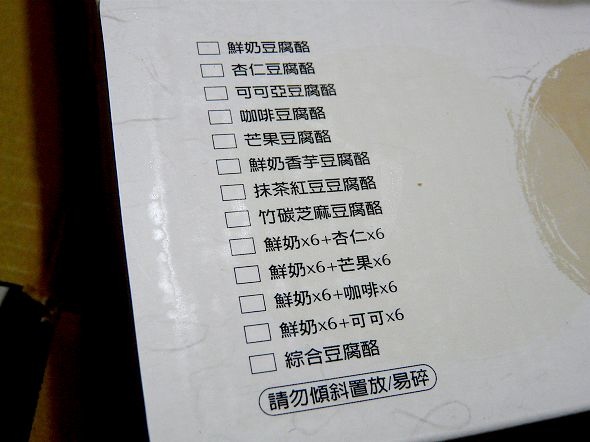 鮮奶豆腐酪
杏仁豆腐酪
可可亞豆腐酪
咖啡豆腐酪
芒果豆腐酪
鮮奶香芋豆腐酪
抹茶紅豆豆腐酪
竹碳芝麻豆腐酪
鮮奶x6+杏仁x6
鮮奶x6+芒果x6
鮮奶x6+咖啡x6
鮮奶x6+可可x6
綜合豆腐酪
請勿傾斜置放/易碎